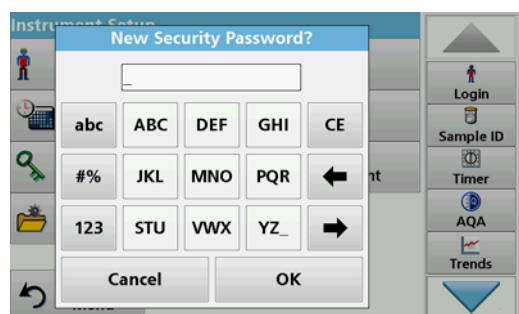 Instrument Setup
New Security Password?
_
abc ABC DEF GHI CE
#% JKL MNO PQR
123 STU VWX YZ_
Cancel OK
nt
Menu
Login
Sample ID
Timer
AQA
Trends